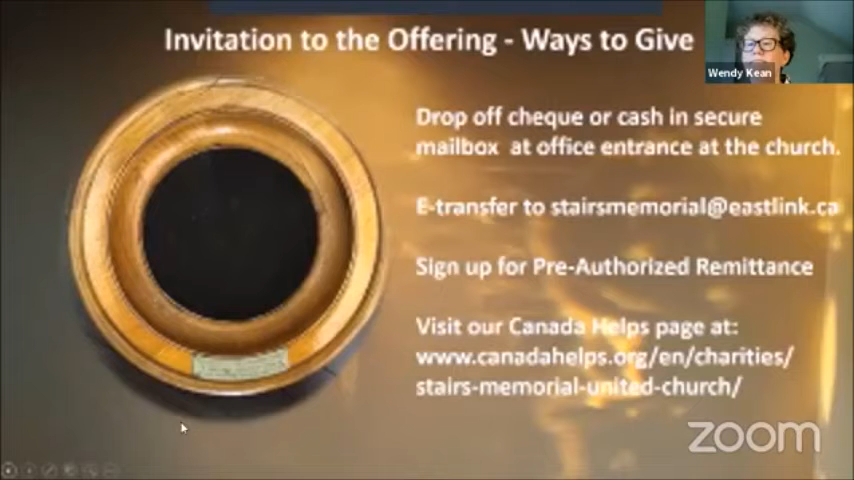 Invitation to the Offering - Ways to Give
Wendy Kean
Drop off cheque or cash in secure
mailbox at office entrance at the church.
E-transfer to stairsmemorial@eastlink.ca
Sign up for Pre-Authorized Remittance
Visit our Canada Helps page at:
www.canadahelps.org/en/charities/
stairs-memorial-united-church/
zoom